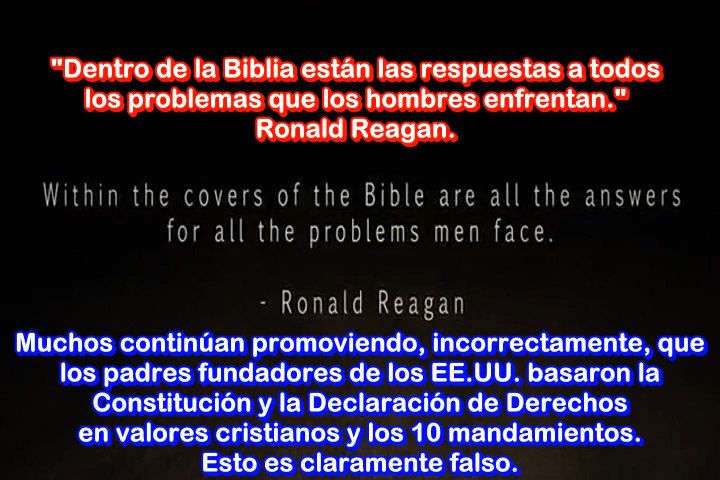 "Dentro de la Biblia están las respuestas a todos
los problemas que los hombres enfrentan."
Ronald Reagan.
Within the covers of the Bible are all the answers
for all the problems men face.
- Ronald Reagan
Muchos continúan promoviendo, incorrectamente, que
los padres fundadores de los EE.UU. basaron la
Constitución y la Declaración de Derechos
en valores cristianos y los 10 mandamientos.
Esto es claramente falso.